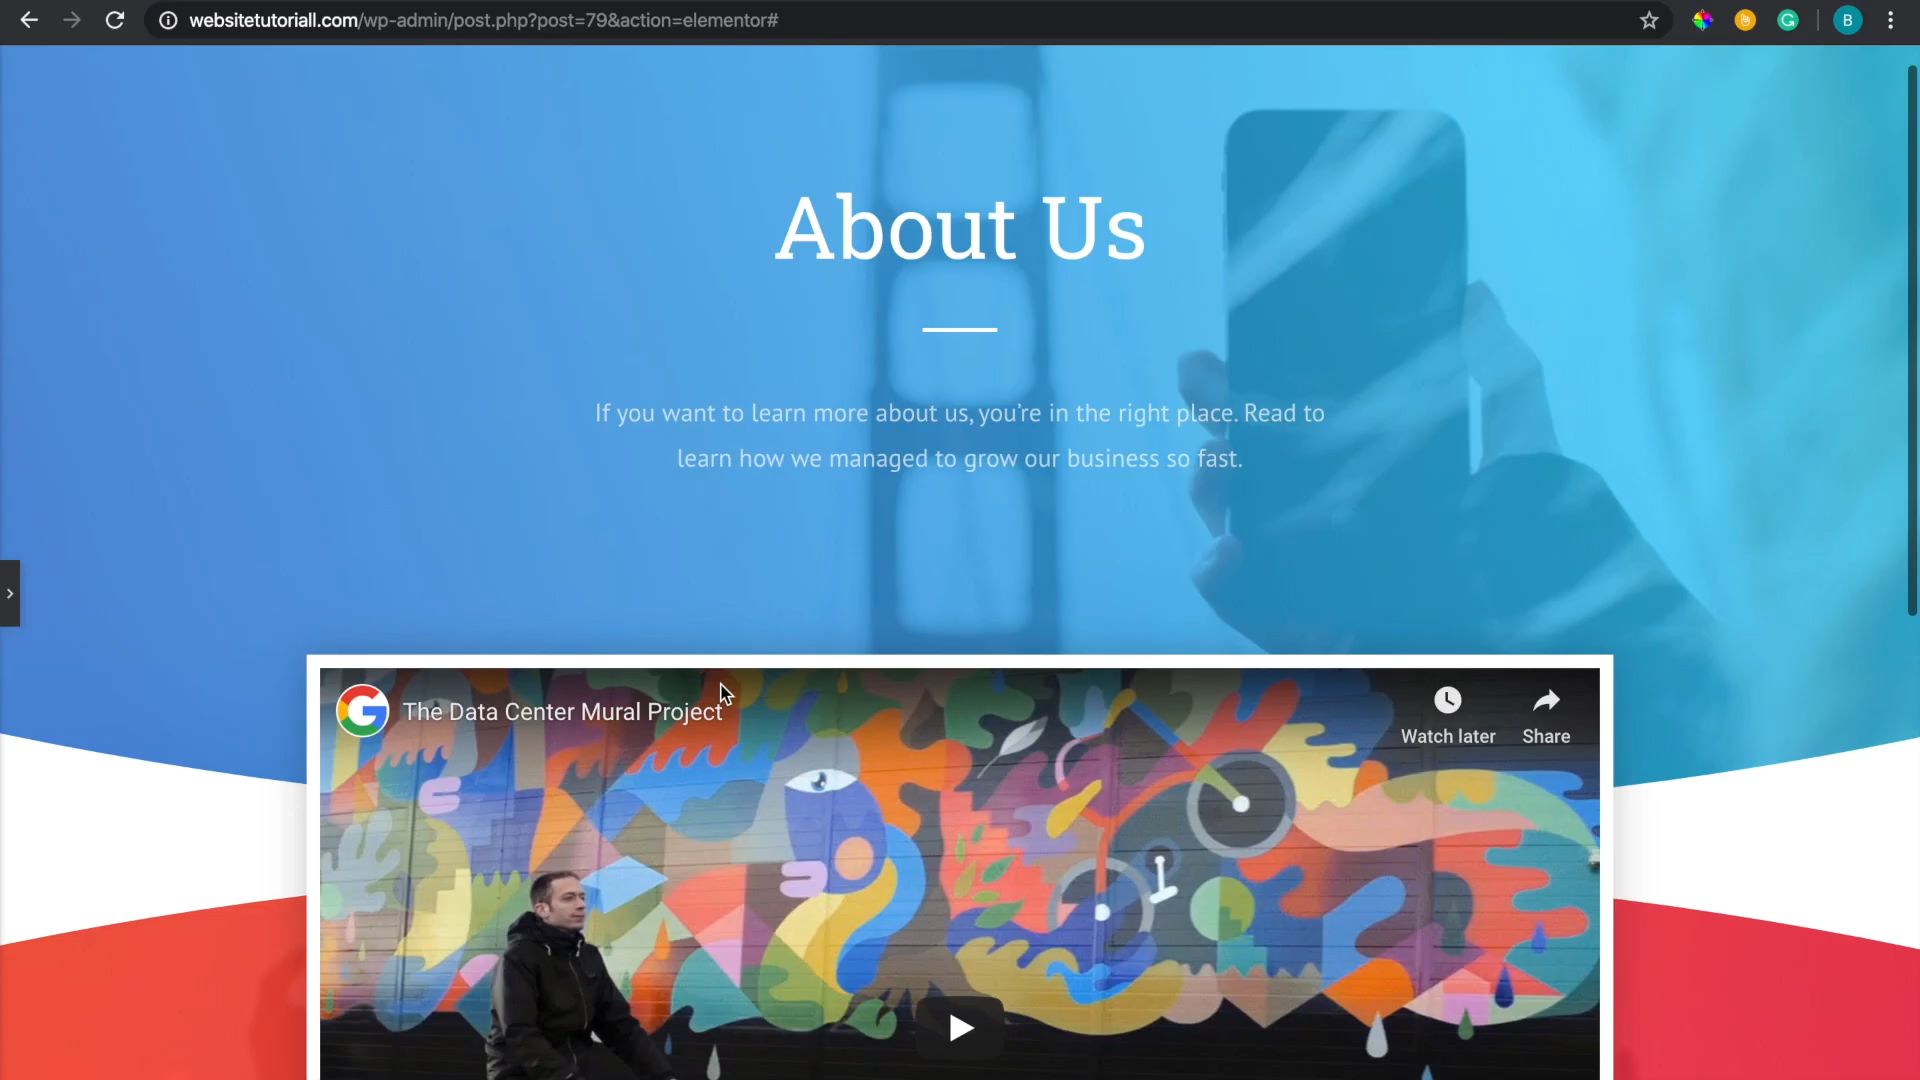 websitetutoriall.com/wp-admin/post.php?post=79&action=elementor#
B
About Us
If you want to learn more about us, you’re in the right place. Read to
learn how we managed to grow our business so fast.
The Data Center Mural Project
Watch later
Share